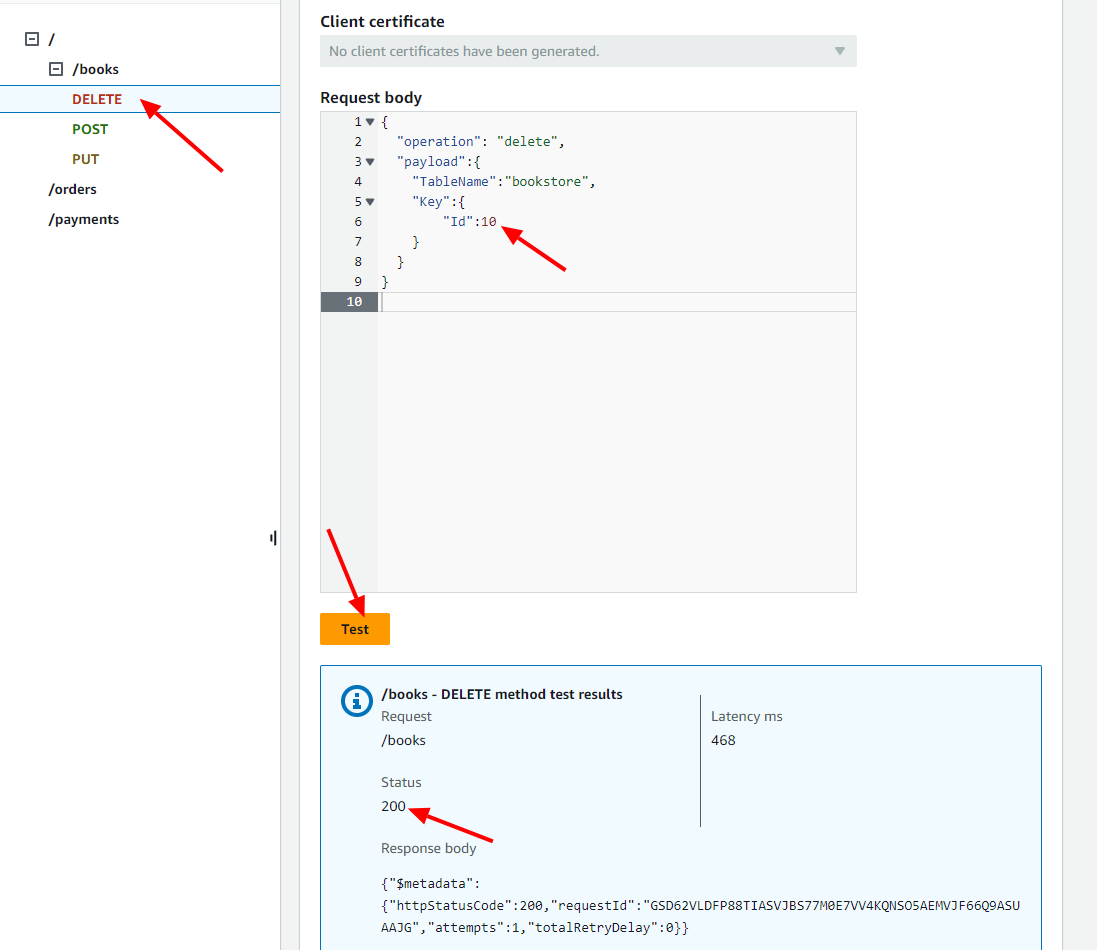 /
/books
DELETE
POST
PUT
/orders
/payments
Client certificate
No client certificates have been generated.
Request body
1 {
2 "operation": "delete",
3 "payload":{
4 "TableName":"bookstore",
5 "Key":{
6 "Id":10
7 }
8 }
9 }
10
Test
/books - DELETE method test results
Request
/books
Latency ms
468
Status
200
Response body
{"$metadata":
{"httpStatusCode":200,"requestId":"GSD62VLDFP88TIASVJBS77M0E7VV4KQNSO5AEMVJF66Q9ASU
AAJG","attempts":1,"totalRetryDelay":0}}